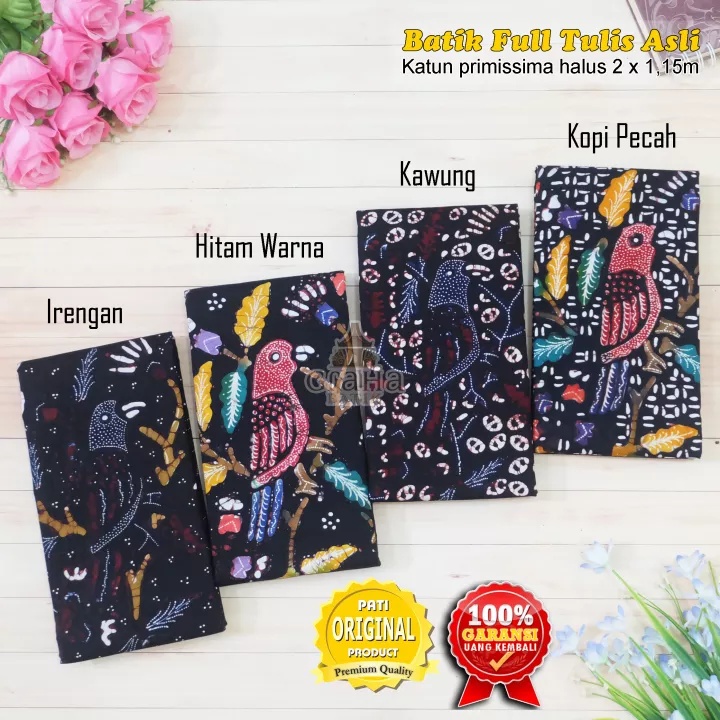 Batik Full Tulis Asli
Katun primissima halus 2 x 1,15m
Kopi Pecah
Kawung
Hitam Warna
Irengan
GraHa
PATI
ORIGINAL
PRODUCT
Premium Quality
100%
GARANSI
UANG KEMBALI